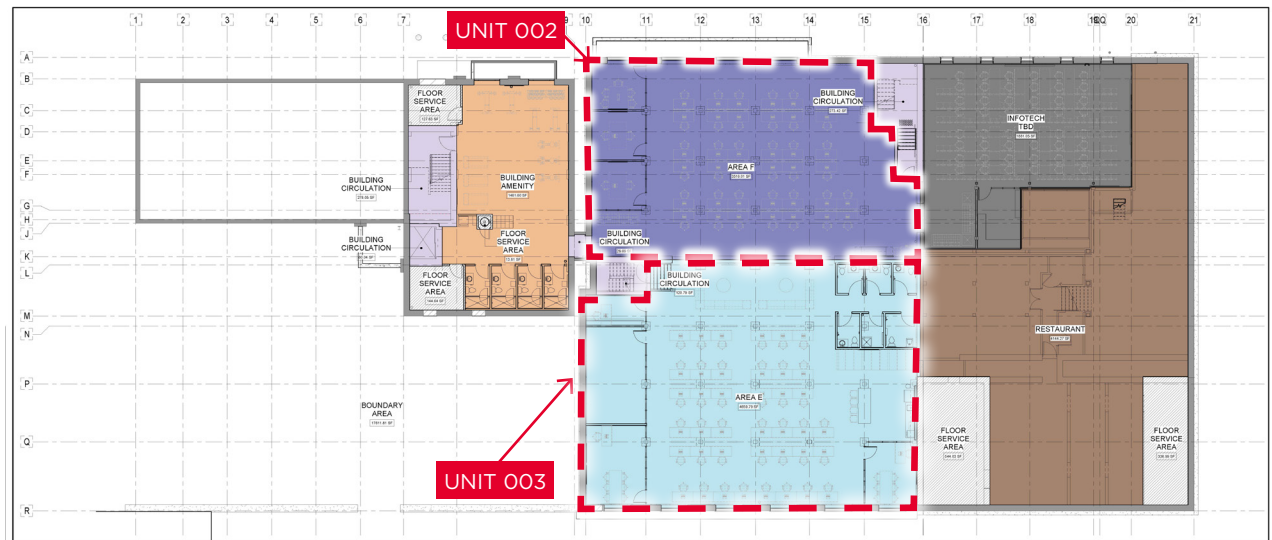 1 2 3 4 5 6 7 9 10 11 12 13 14 15 16 17 18 20 21
UNIT 002
A
B
C
D
E
F
G
H
J
K
L
M
N
P
Q
R
FLOOR
SERVICE
AREA
BUILDING
CIRCULATION
BUILDING
AMENITY
BUILDING
CIRCULATION
FLOOR
SERVICE
AREA
FLOOR
SERVICE
AREA
BUILDING
CIRCULATION
AREA F
BUILDING
CIRCULATION
BUILDING
CIRCULATION
INFOTECH
TBD
RESTAURANT
AREA E
BOUNDARY
AREA
FLOOR
SERVICE
AREA
FLOOR
SERVICE
AREA
UNIT 003